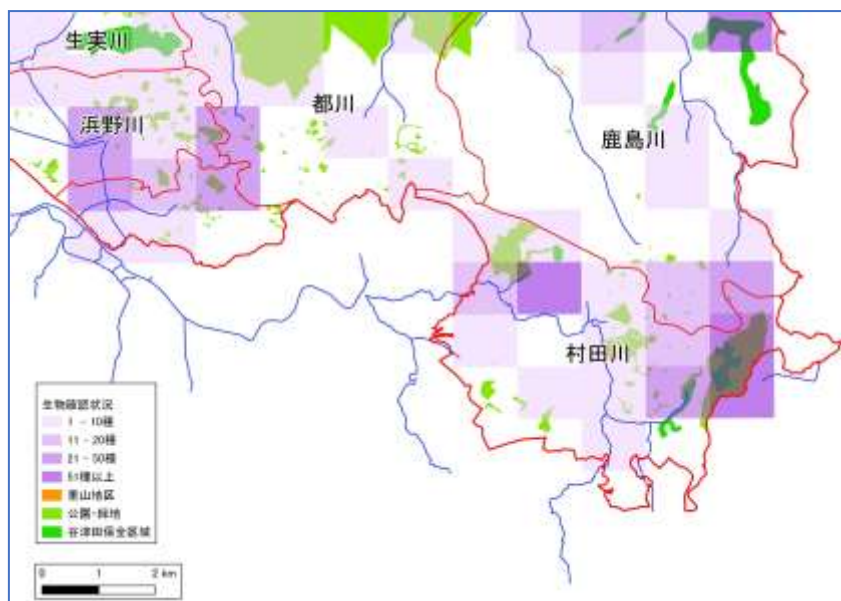 生実川
都川
浜野川
鹿島川
村田川
生物確認状況
1 - 10種
11 - 20種
21 - 50種
51種以上
里山地区
公園・緑地
谷津田保全区域
0 1 2 km